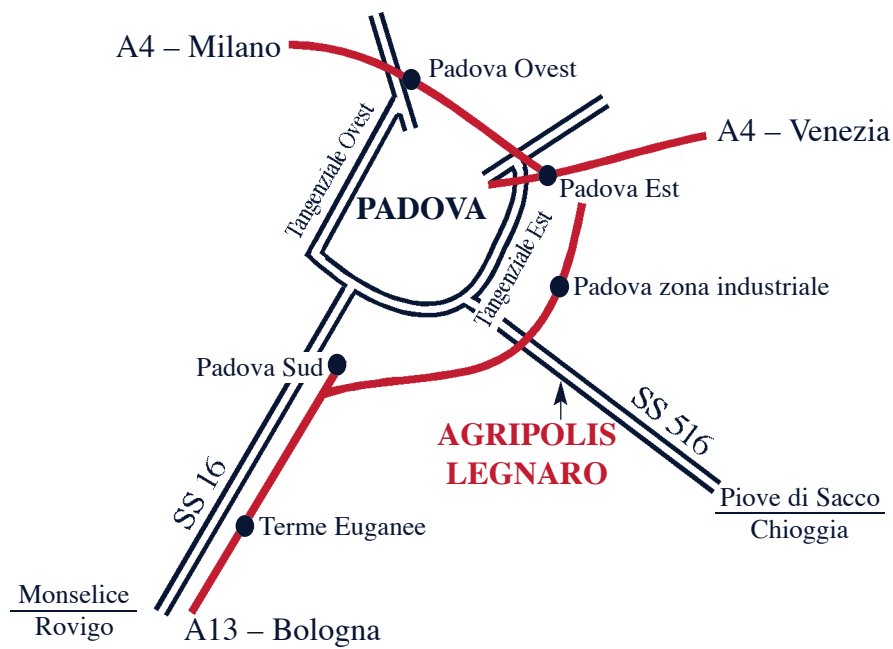 A4 – Milano
Padova Ovest
A4 – Venezia
Tangenziale Ovest
PADOVA
Padova Est
Tangenziale Est
Padova zona industriale
Padova Sud
AGRIPOLIS
LEGNARO
SS 516
SS 16
Piove di Sacco
Chioggia
Terme Euganee
Monselice
Rovigo
A13 – Bologna